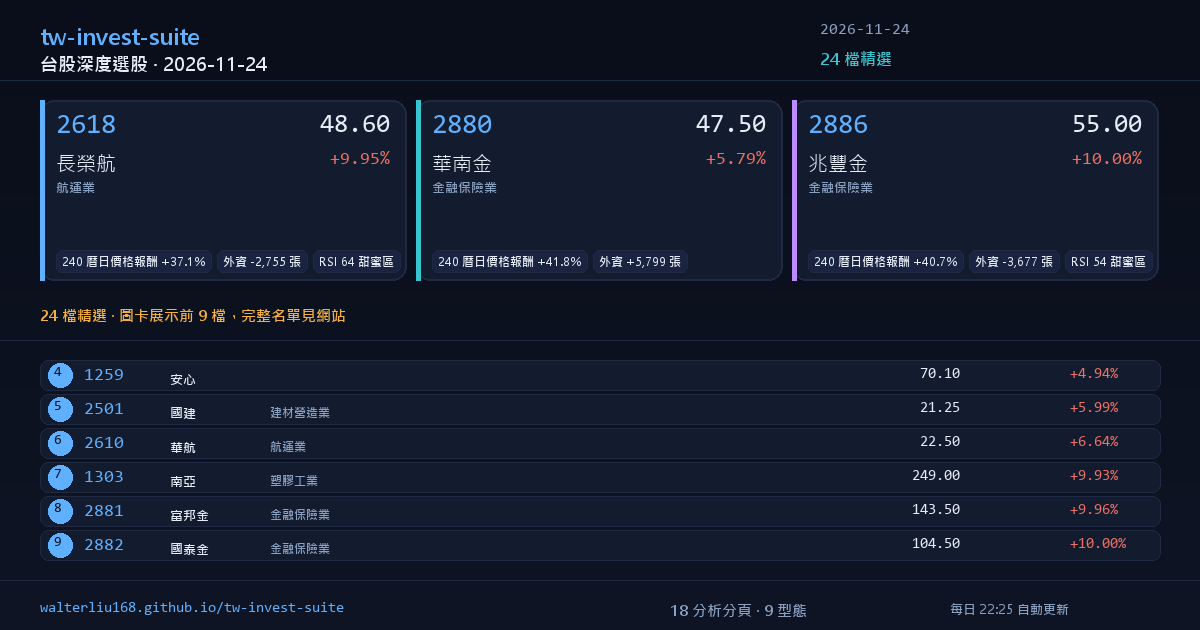 tw-invest-suite
台股深度選股 · 2026-11-24
2026-11-24
24 檔精選
2618 48.60
長榮航 +9.95%
航運業
240 曆日價格報酬 +37.1% 外資 -2,755 張 RSI 64 甜蜜區
2880 47.50
華南金 +5.79%
金融保險業
240 曆日價格報酬 +41.8% 外資 +5,799 張
2886 55.00
兆豐金 +10.00%
金融保險業
240 曆日價格報酬 +40.7% 外資 -3,677 張 RSI 54 甜蜜區
24 檔精選 · 圖卡展示前 9 檔，完整名單見網站
4 1259 安心 70.10 +4.94%
5 2501 國建 建材營造業 21.25 +5.99%
6 2610 華航 航運業 22.50 +6.64%
7 1303 南亞 塑膠工業 249.00 +9.93%
8 2881 富邦金 金融保險業 143.50 +9.96%
9 2882 國泰金 金融保險業 104.50 +10.00%
walterliu168.github.io/tw-invest-suite
18 分析分頁 · 9 型態
每日 22:25 自動更新